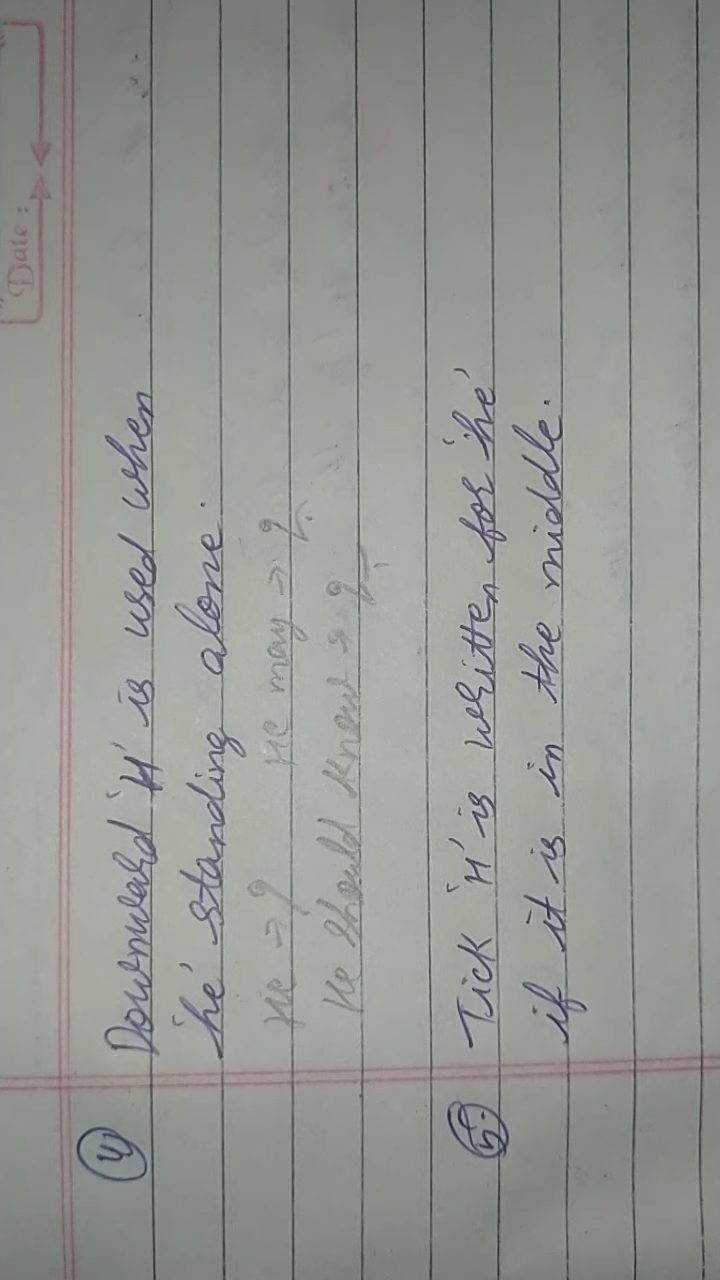 Date:
(4) Downward 'H' is used when
'he' standing alone.
He → He may →
He should know →
(5.) Tick 'H' is written for 'he'
if it is in the middle.